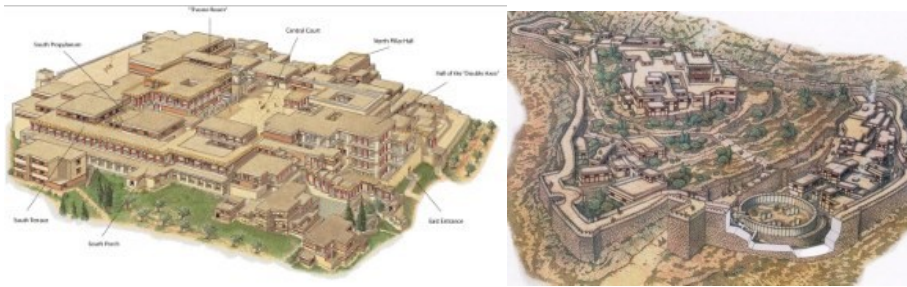 "Throne Room"
Central Court
North Pillar Hall
South Propylaeum
Hall of the "Double Axes"
South Terrace
East Entrance
South Porch